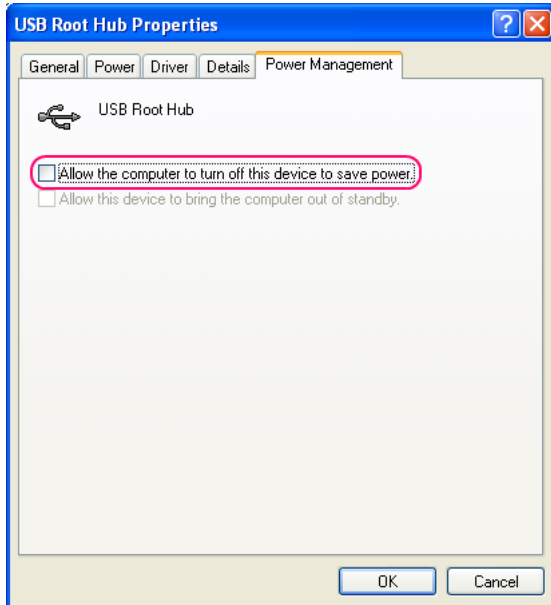 USB Root Hub Properties
General Power Driver Details Power Management
USB Root Hub
Allow the computer to turn off this device to save power.
Allow this device to bring the computer out of standby.
OK Cancel